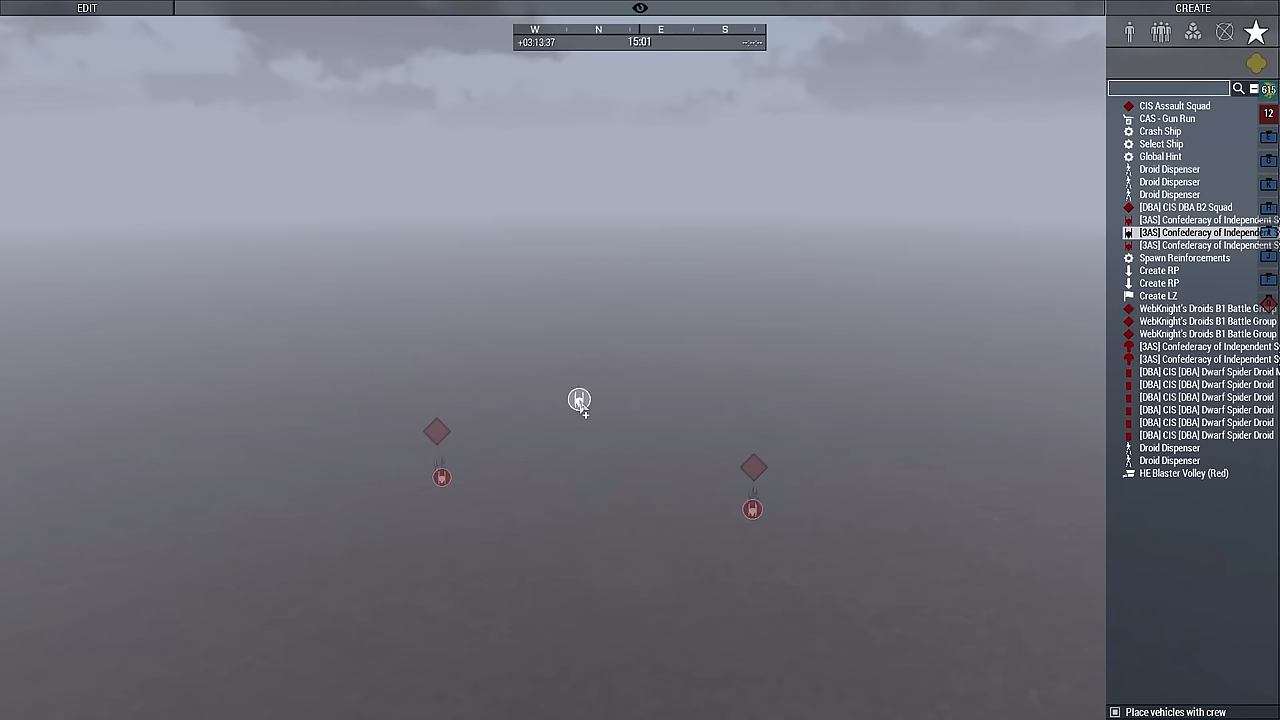 EDIT
CREATE
W N E S
+03:13:37 15:01 --:--
615
CIS Assault Squad
12
CAS - Gun Run
Crash Ship
Select Ship
Global Hint
Droid Dispenser
Droid Dispenser
Droid Dispenser
[DBA] CIS DBA B2 Squad
[3AS] Confederacy of Independent S
[3AS] Confederacy of Independ
[3AS] Confederacy of Independent S
Spawn Reinforcements
Create RP
Create RP
Create LZ
WebKnight's Droids B1 Battle Gro
WebKnight's Droids B1 Battle Group
WebKnight's Droids B1 Battle Group
[3AS] Confederacy of Independent S
[3AS] Confederacy of Independent S
[DBA] CIS [DBA] Dwarf Spider Droid M
[DBA] CIS [DBA] Dwarf Spider Droid
[DBA] CIS [DBA] Dwarf Spider Droid
[DBA] CIS [DBA] Dwarf Spider Droid
[DBA] CIS [DBA] Dwarf Spider Droid
[DBA] CIS [DBA] Dwarf Spider Droid
Droid Dispenser
Droid Dispenser
HE Blaster Volley (Red)
Place vehicles with crew